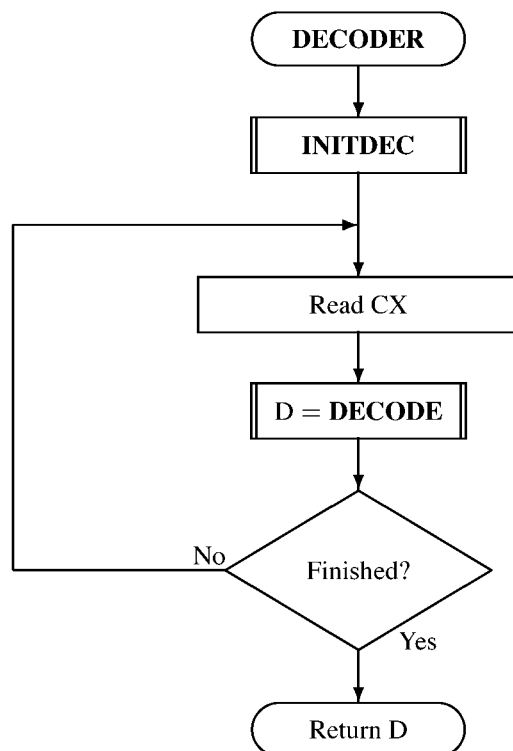 DECODER
INITDEC
Read CX
D = DECODE
Finished?
No
Yes
Return D